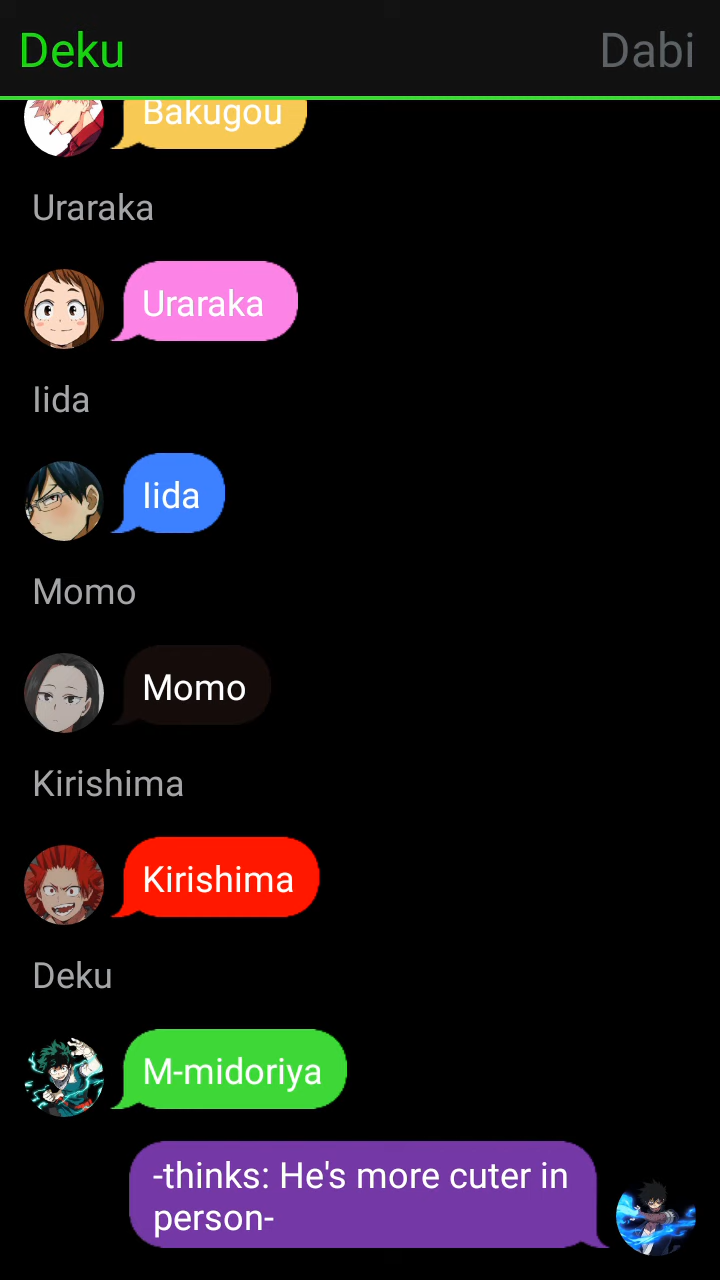 Deku
Dabi
Bakugou
Uraraka
Uraraka
Iida
Iida
Momo
Momo
Kirishima
Kirishima
Deku
M-midoriya
-thinks: He's more cuter in
person-